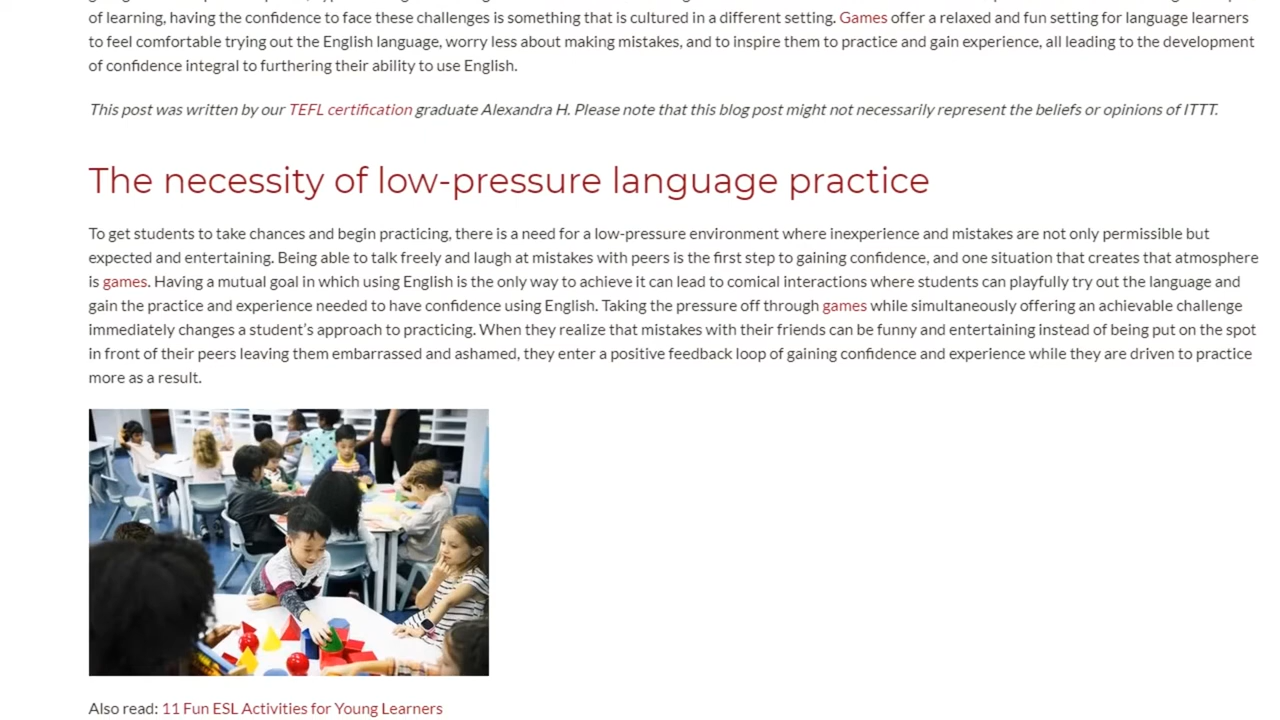 of learning, having the confidence to face these challenges is something that is cultured in a different setting. Games offer a relaxed and fun setting for language learners
to feel comfortable trying out the English language, worry less about making mistakes, and to inspire them to practice and gain experience, all leading to the development
of confidence integral to furthering their ability to use English.
This post was written by our TEFL certification graduate Alexandra H. Please note that this blog post might not necessarily represent the beliefs or opinions of ITTT.
The necessity of low-pressure language practice
To get students to take chances and begin practicing, there is a need for a low-pressure environment where inexperience and mistakes are not only permissible but
expected and entertaining. Being able to talk freely and laugh at mistakes with peers is the first step to gaining confidence, and one situation that creates that atmosphere
is games. Having a mutual goal in which using English is the only way to achieve it can lead to comical interactions where students can playfully try out the language and
gain the practice and experience needed to have confidence using English. Taking the pressure off through games while simultaneously offering an achievable challenge
immediately changes a student's approach to practicing. When they realize that mistakes with their friends can be funny and entertaining instead of being put on the spot
in front of their peers leaving them embarrassed and ashamed, they enter a positive feedback loop of gaining confidence and experience while they are driven to practice
more as a result.
Also read: 11 Fun ESL Activities for Young Learners